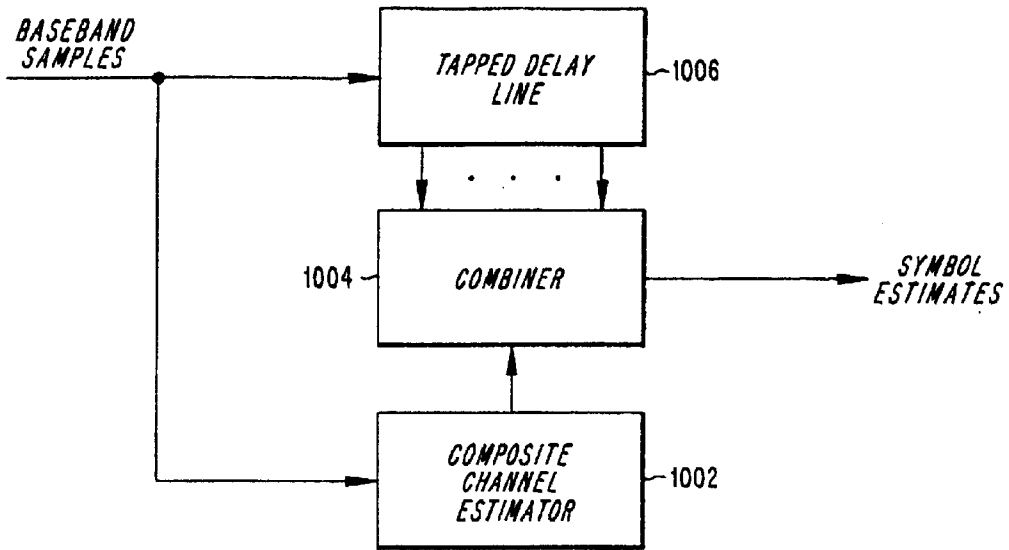 BASEBAND
SAMPLES
TAPPED DELAY
LINE
1006
1004
COMBINER
SYMBOL
ESTIMATES
COMPOSITE
CHANNEL
ESTIMATOR
1002